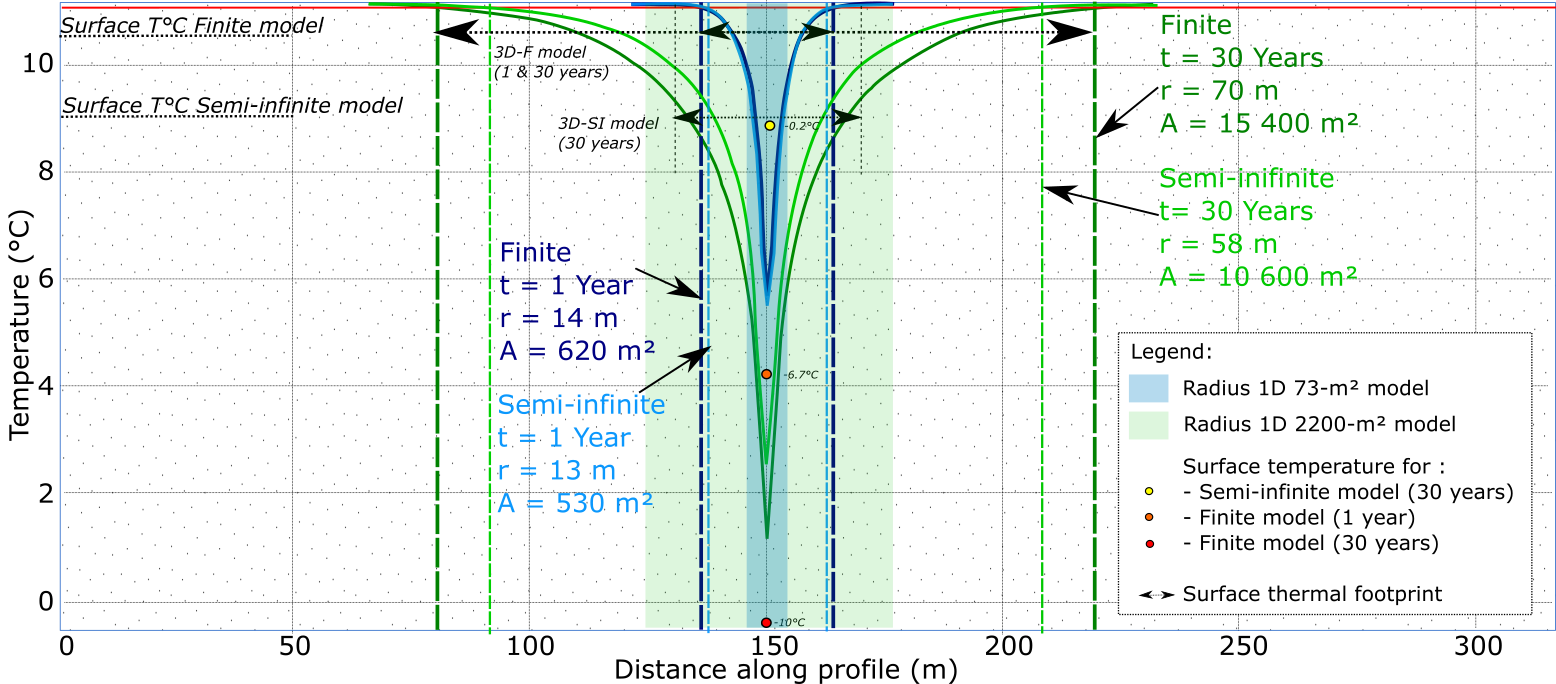 Surface T°C Finite model
3D-F model
(1 & 30 years)
Surface T°C Semi-infinite model
3D-SI model
(30 years)
-0.2°C
-6.7°C
-10°C
Finite
t = 30 Years
r = 70 m
A = 15 400 m²
Semi-inifinite
t= 30 Years
r = 58 m
A = 10 600 m²
Finite
t = 1 Year
r = 14 m
A = 620 m²
Semi-infinite
t = 1 Year
r = 13 m
A = 530 m²
Legend:
Radius 1D 73-m² model
Radius 1D 2200-m² model
Surface temperature for :
- Semi-infinite model (30 years)
- Finite model (1 year)
- Finite model (30 years)
Surface thermal footprint
Temperature (°C)
10
8
6
4
2
0
0 50 100 150 200 250 300
Distance along profile (m)